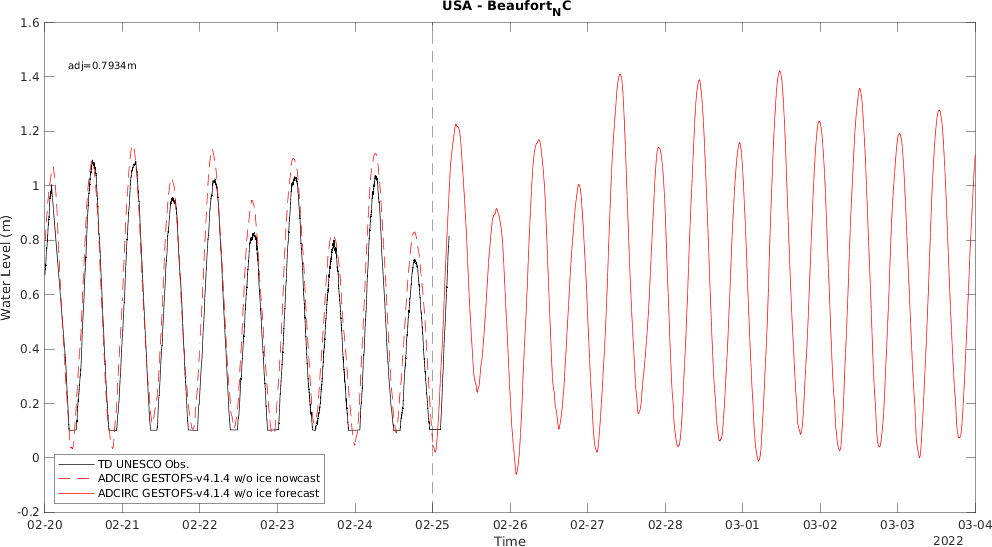 USA - Beaufort_NC
adj=0.7934m
1.6
1.4
1.2
1
0.8
0.6
0.4
0.2
0
-0.2
Water Level (m)
TD UNESCO Obs.
ADCIRC GESTOFS-v4.1.4 w/o ice nowcast
ADCIRC GESTOFS-v4.1.4 w/o ice forecast
02-20 02-21 02-22 02-23 02-24 02-25 02-26 02-27 02-28 03-01 03-02 03-03 03-04
Time
2022